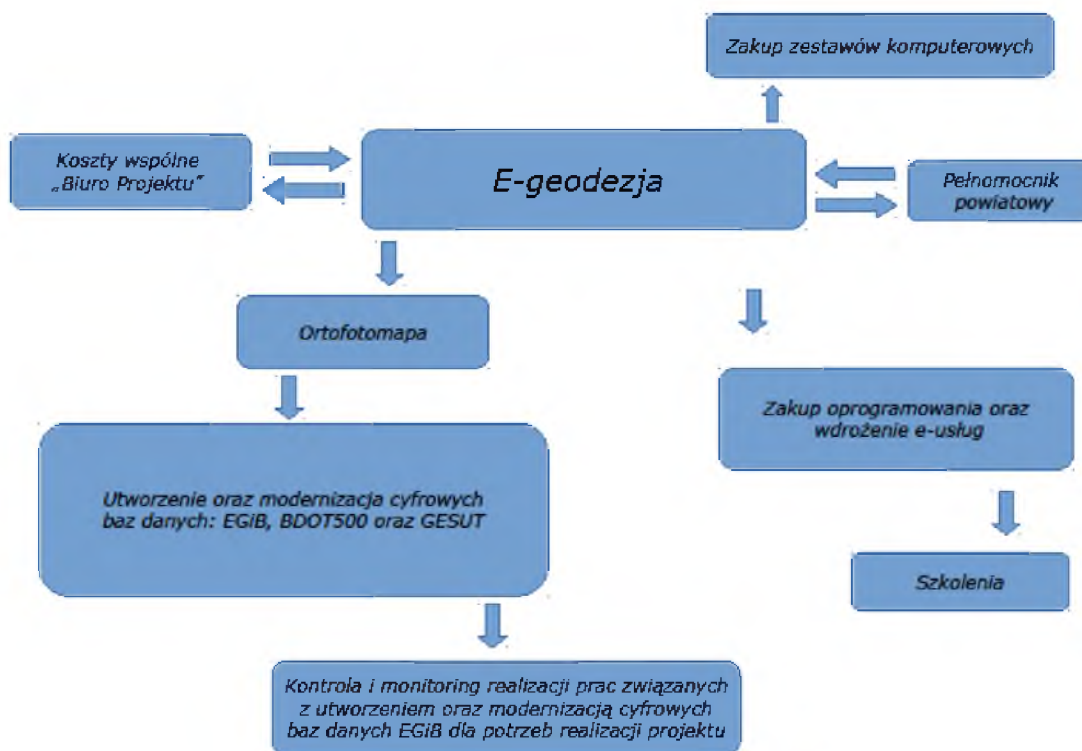 Zakup zestawów komputerowych
Koszty wspólne
„Biuro Projektu”
E-geodezja
Pełnomocnik
powiatowy
Ortofotomapa
Zakup oprogramowania oraz
wdrożenie e-usług
Utworzenie oraz modernizacja cyfrowych
baz danych: EGiB, BDOT500 oraz GESUT
Szkolenia
Kontrola i monitoring realizacji prac związanych
z utworzeniem oraz modernizacją cyfrowych
baz danych EGiB dla potrzeb realizacji projektu